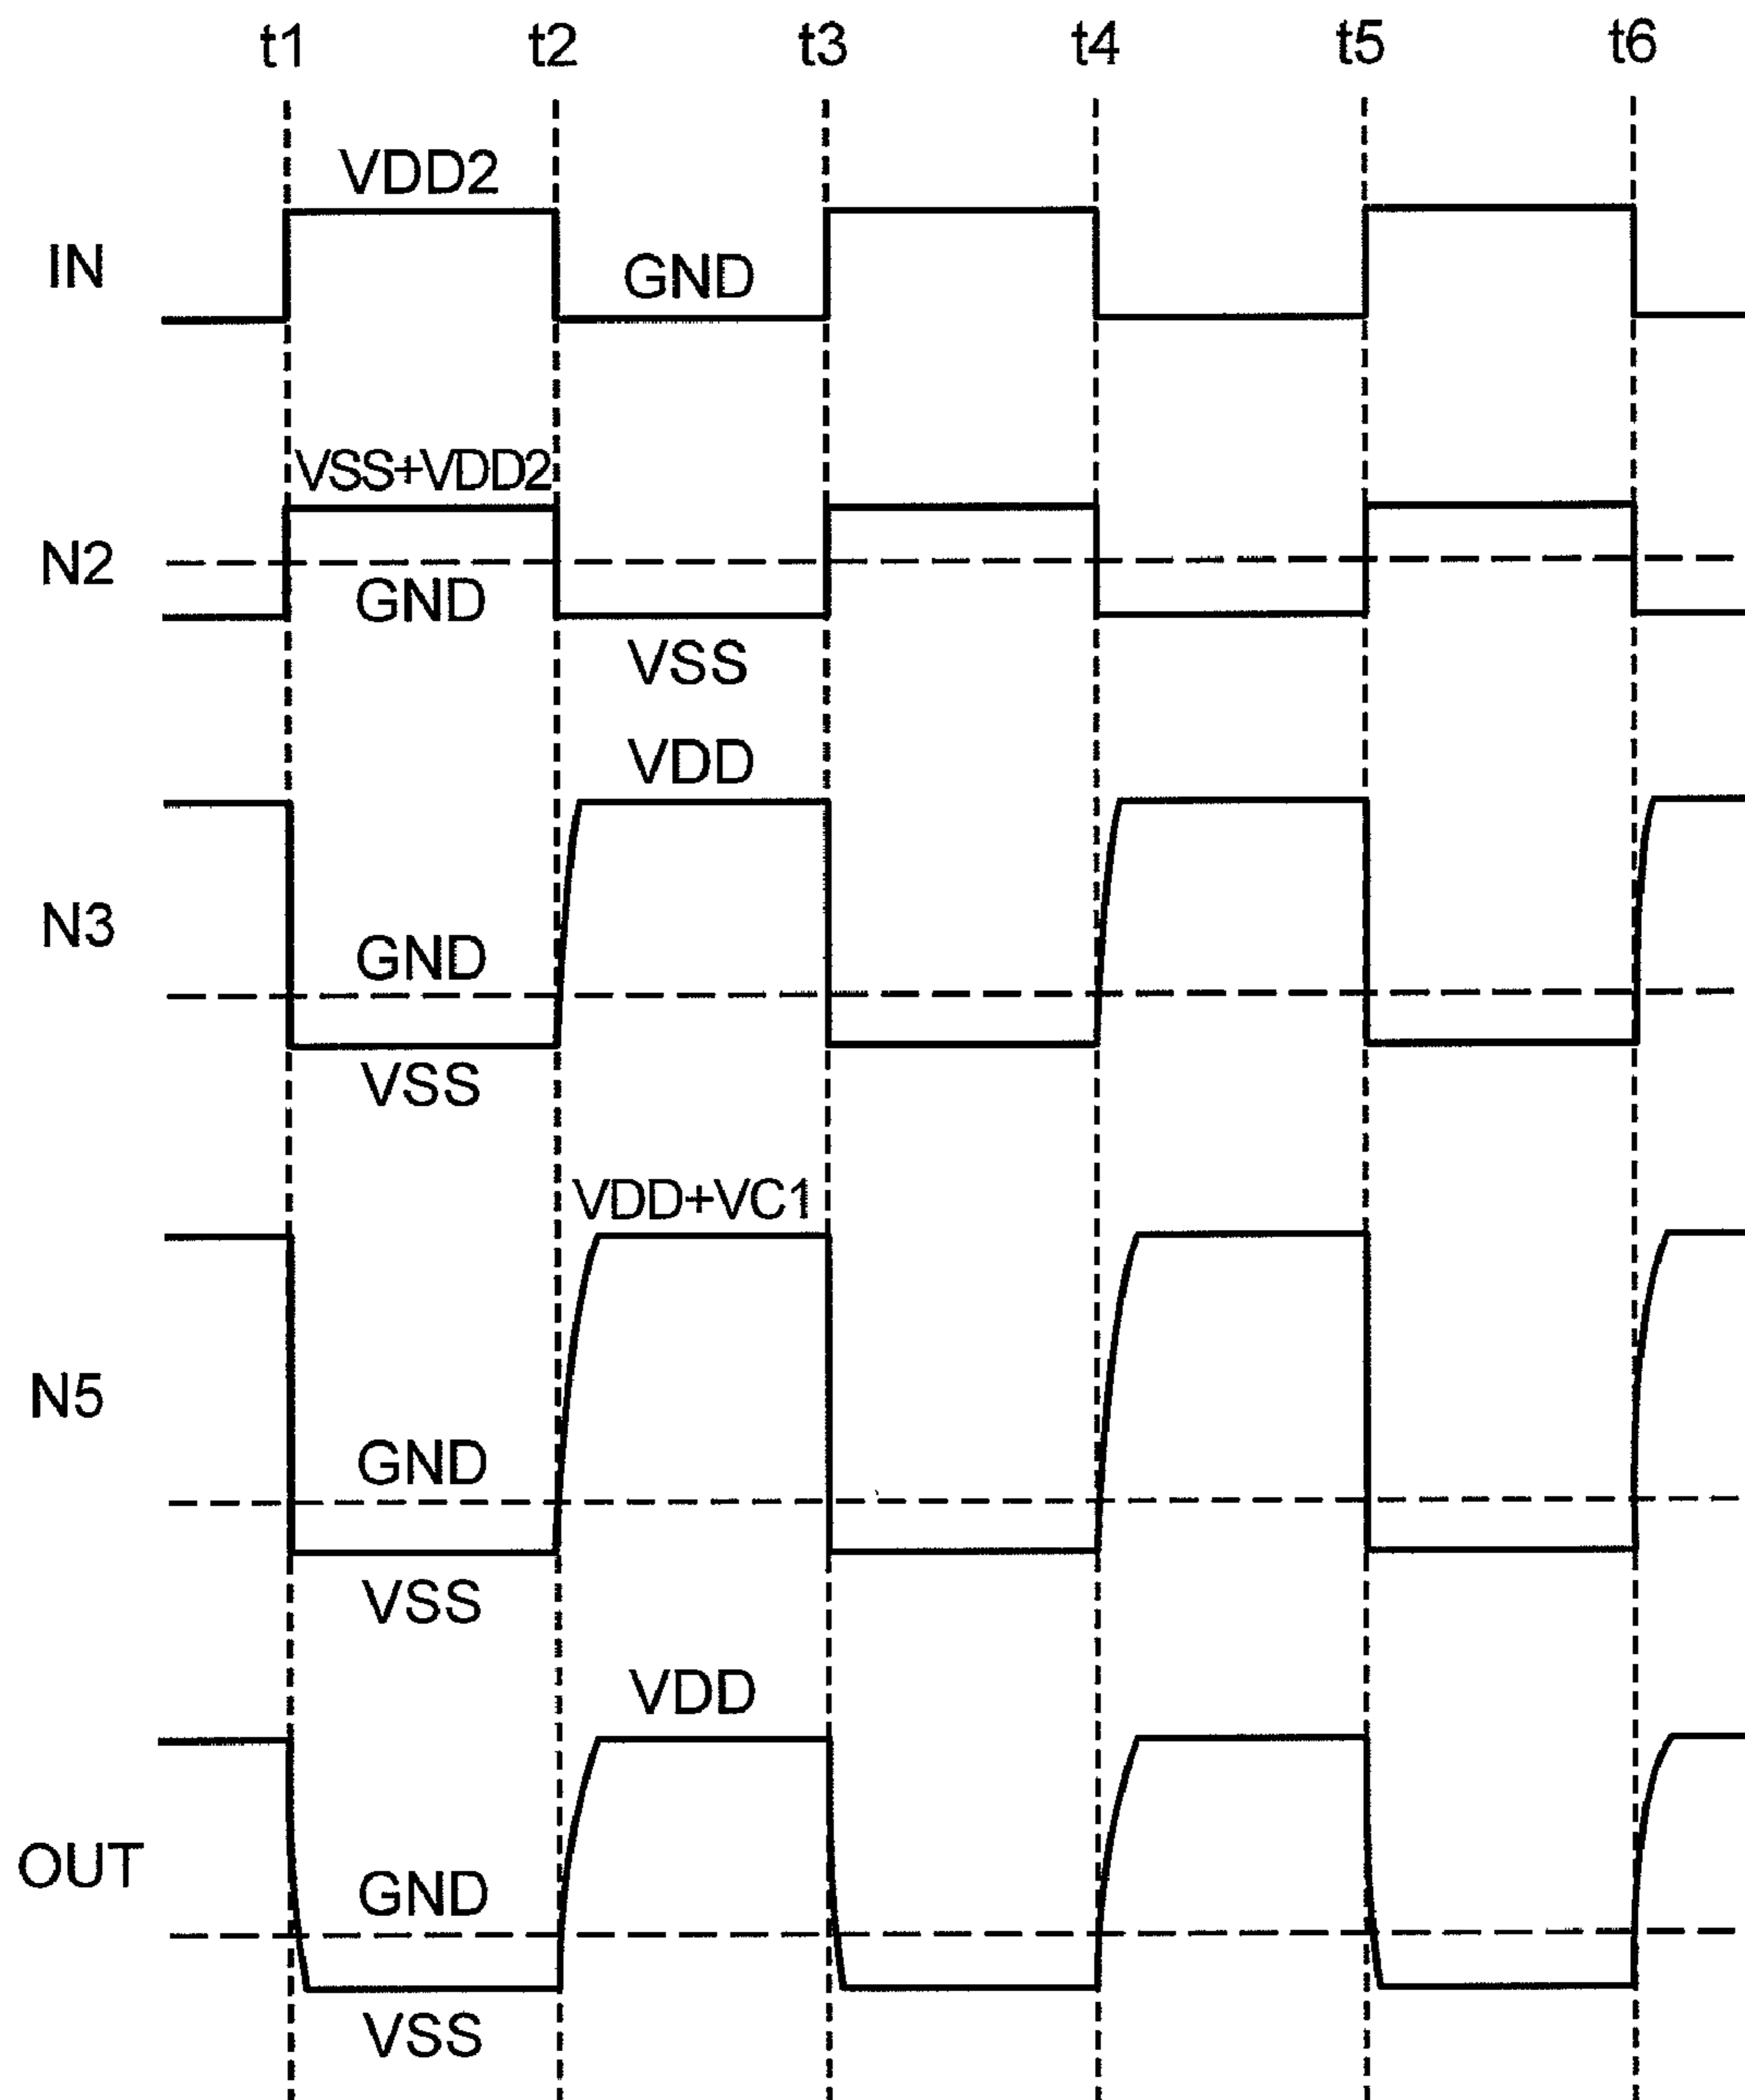 t1 t2 t3 t4 t5 t6
VDD2
IN
GND
VSS+VDD2
N2
GND
VSS
VDD
N3
GND
VSS
VDD+VC1
N5
GND
VSS
VDD
OUT
GND
VSS